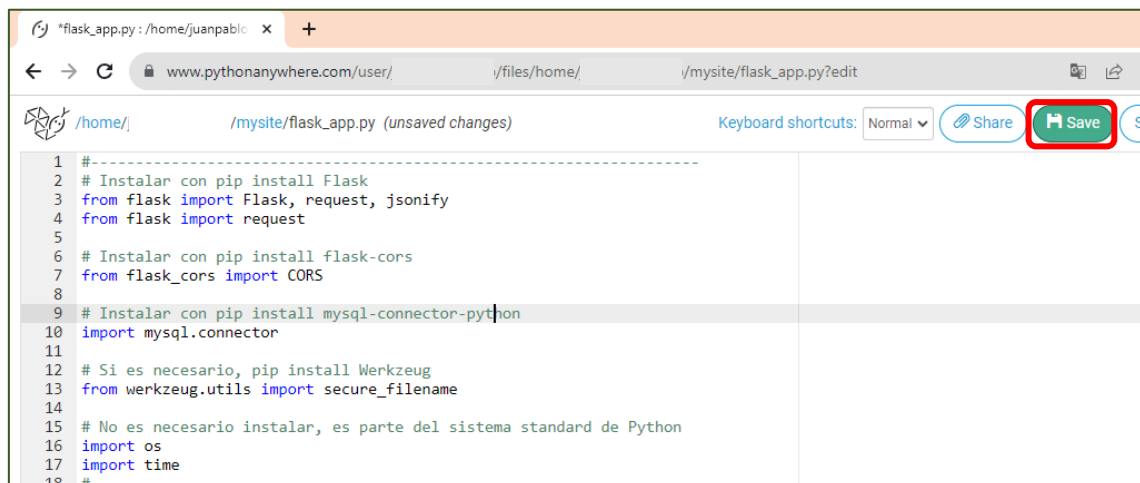 *flask_app.py : /home/juanpablo
www.pythonanywhere.com/user/ /files/home/ /mysite/flask_app.py?edit
/home/j /mysite/flask_app.py (unsaved changes) Keyboard shortcuts: Normal Share Save S
1 #-------------------------------------------------------------------
2 # Instalar con pip install Flask
3 from flask import Flask, request, jsonify
4 from flask import request
5
6 # Instalar con pip install flask-cors
7 from flask_cors import CORS
8
9 # Instalar con pip install mysql-connector-python
10 import mysql.connector
11
12 # Si es necesario, pip install Werkzeug
13 from werkzeug.utils import secure_filename
14
15 # No es necesario instalar, es parte del sistema standard de Python
16 import os
17 import time
18 #